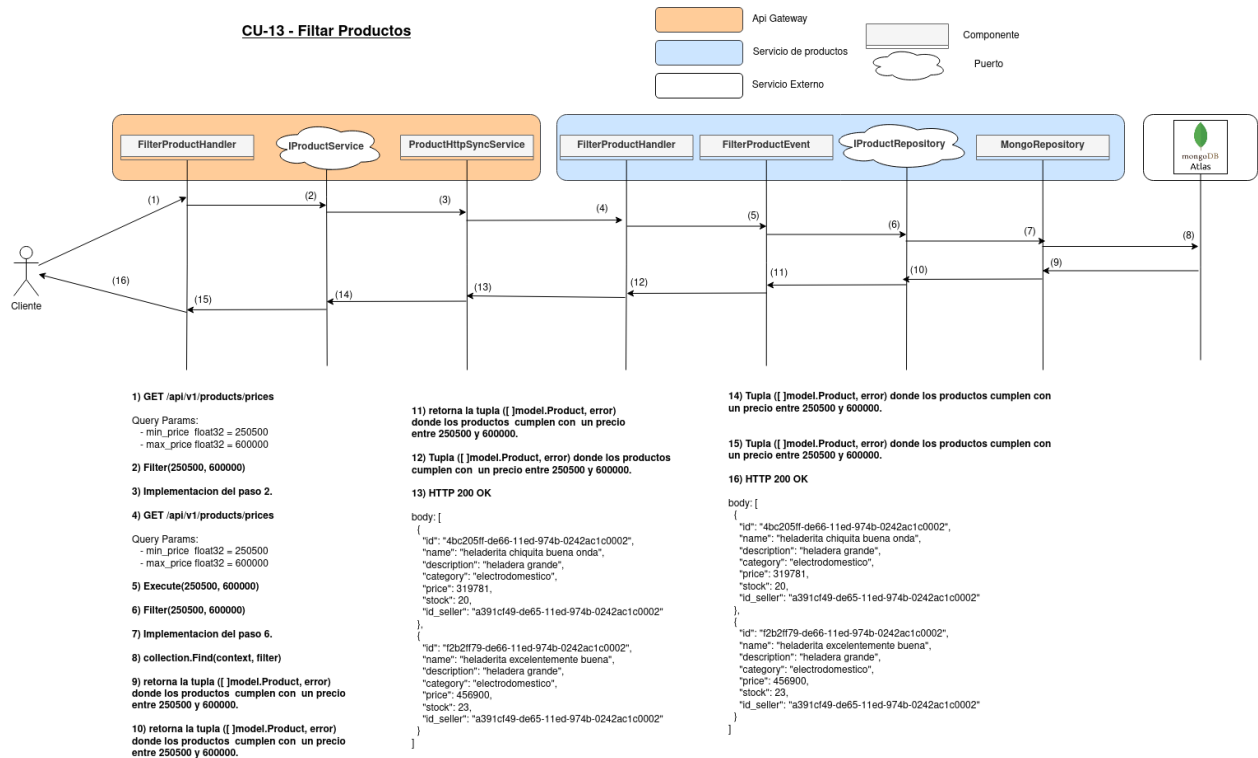 CU-13 - Filtar Productos
Api Gateway
Servicio de productos
Servicio Externo
Componente
Puerto
FilterProductHandler
IProductService
ProductHttpSyncService
FilterProductHandler
FilterProductEvent
IProductRepository
MongoRepository
mongoDB
Atlas
(1)
(2)
(3)
(4)
(5)
(6)
(7)
(8)
(9)
(10)
(11)
(12)
(13)
(14)
(15)
(16)
Cliente
1) GET /api/v1/products/prices
Query Params:
- min_price float32 = 250500
- max_price float32 = 600000
2) Filter(250500, 600000)
3) Implementacion del paso 2.
4) GET /api/v1/products/prices
Query Params:
- min_price float32 = 250500
- max_price float32 = 600000
5) Execute(250500, 600000)
6) Filter(250500, 600000)
7) Implementacion del paso 6.
8) collection.Find(context, filter)
9) retorna la tupla ([ ]model.Product, error)
donde los productos cumplen con un precio
entre 250500 y 600000.
10) retorna la tupla ([ ]model.Product, error)
donde los productos cumplen con un precio
entre 250500 y 600000.
11) retorna la tupla ([ ]model.Product, error)
donde los productos cumplen con un precio
entre 250500 y 600000.
12) Tupla ([ ]model.Product, error) donde los productos
cumplen con un precio entre 250500 y 600000.
13) HTTP 200 OK
body: [
{
"id": "4bc205ff-de66-11ed-974b-0242ac1c0002",
"name": "heladerita chiquita buena onda",
"description": "heladera grande",
"category": "electrodomestico",
"price": 319781,
"stock": 20,
"id_seller": "a391cf49-de65-11ed-974b-0242ac1c0002"
},
{
"id": "f2b2ff79-de66-11ed-974b-0242ac1c0002",
"name": "heladerita excelentemente buena",
"description": "heladera grande",
"category": "electrodomestico",
"price": 456900,
"stock": 23,
"id_seller": "a391cf49-de65-11ed-974b-0242ac1c0002"
}
]
14) Tupla ([ ]model.Product, error) donde los productos cumplen con
un precio entre 250500 y 600000.
15) Tupla ([ ]model.Product, error) donde los productos cumplen con
un precio entre 250500 y 600000.
16) HTTP 200 OK
body: [
{
"id": "4bc205ff-de66-11ed-974b-0242ac1c0002",
"name": "heladerita chiquita buena onda",
"description": "heladera grande",
"category": "electrodomestico",
"price": 319781,
"stock": 20,
"id_seller": "a391cf49-de65-11ed-974b-0242ac1c0002"
},
{
"id": "f2b2ff79-de66-11ed-974b-0242ac1c0002",
"name": "heladerita excelentemente buena",
"description": "heladera grande",
"category": "electrodomestico",
"price": 456900,
"stock": 23,
"id_seller": "a391cf49-de65-11ed-974b-0242ac1c0002"
}
]